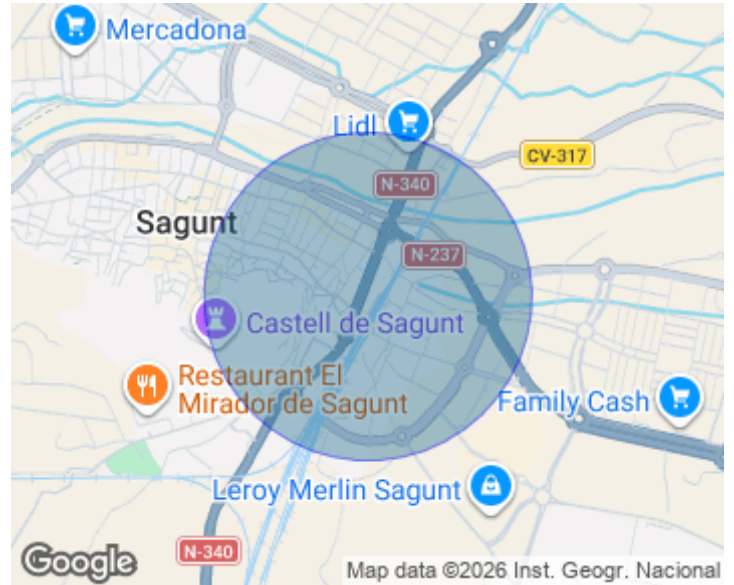 Mercadona
Lidl
CV-317
N-340
Sagunt
N-237
Castell de Sagunt
Restaurant El
Mirador de Sagunt
Family Cash
Leroy Merlin Sagunt
N-340
Google
Map data ©2026 Inst. Geogr. Nacional